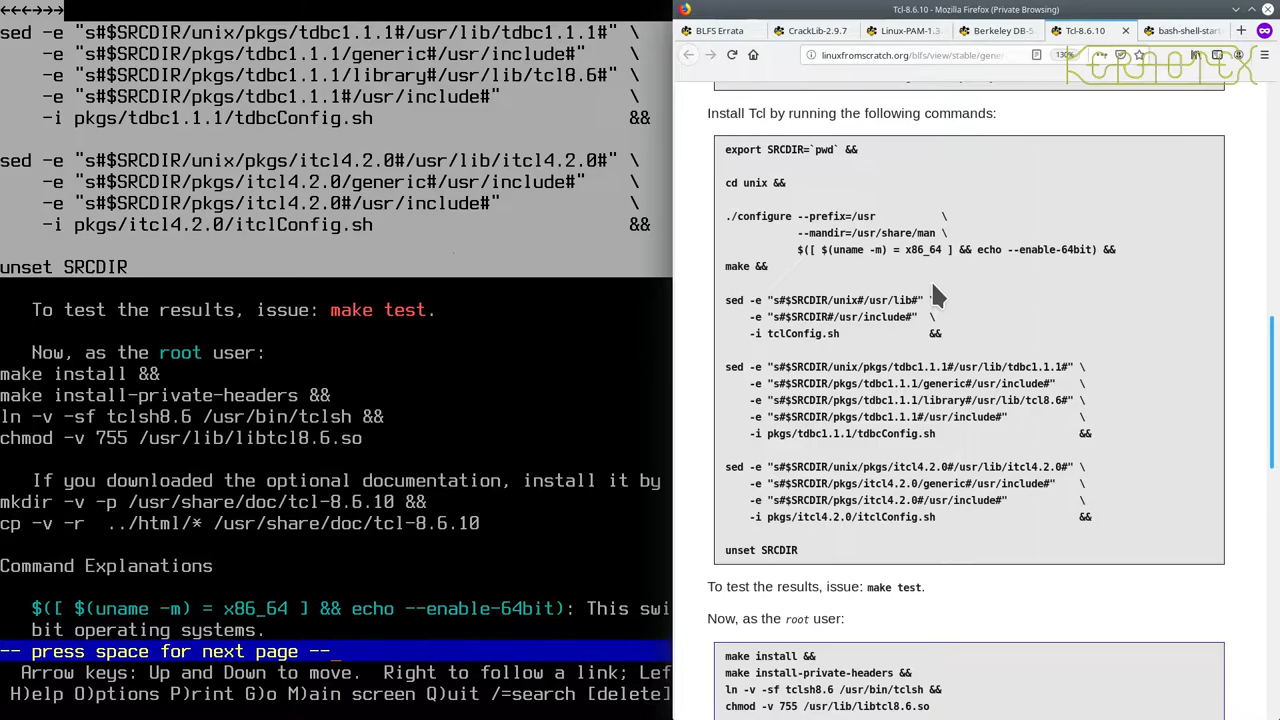 ←←←→→→
sed -e "s#$SRCDIR/unix/pkgs/tdbc1.1.1#/usr/lib/tdbc1.1.1#" \
-e "s#$SRCDIR/pkgs/tdbc1.1.1/generic#/usr/include#" \
-e "s#$SRCDIR/pkgs/tdbc1.1.1/library#/usr/lib/tcl8.6#" \
-e "s#$SRCDIR/pkgs/tdbc1.1.1#/usr/include#" \
-i pkgs/tdbc1.1.1/tdbcConfig.sh &&
sed -e "s#$SRCDIR/unix/pkgs/itcl4.2.0#/usr/lib/itcl4.2.0#" \
-e "s#$SRCDIR/pkgs/itcl4.2.0/generic#/usr/include#" \
-e "s#$SRCDIR/pkgs/itcl4.2.0#/usr/include#" \
-i pkgs/itcl4.2.0/itclConfig.sh &&
unset SRCDIR
To test the results, issue: make test.
Now, as the root user:
make install &&
make install-private-headers &&
ln -v -sf tclsh8.6 /usr/bin/tclsh &&
chmod -v 755 /usr/lib/libtcl8.6.so
If you downloaded the optional documentation, install it by
mkdir -v -p /usr/share/doc/tcl-8.6.10 &&
cp -v -r ../html/* /usr/share/doc/tcl-8.6.10
Command Explanations
$([ $(uname -m) = x86_64 ] && echo --enable-64bit): This swi
bit operating systems.
-- press space for next page --
Arrow keys: Up and Down to move. Right to follow a link; Lef
H)elp O)ptions P)rint G)o M)ain screen Q)uit /=search [delete]
Tcl-8.6.10 - Mozilla Firefox (Private Browsing)
BLFS Errata
CrackLib-2.9.7
Linux-PAM-1.3
Berkeley DB-5.
Tcl-8.6.10
bash-shell-start
linuxfromscratch.org/blfs/view/stable/gene
130%
KERNOTEX
Install Tcl by running the following commands:
export SRCDIR=`pwd` &&
cd unix &&
./configure --prefix=/usr \
--mandir=/usr/share/man \
$([ $(uname -m) = x86_64 ] && echo --enable-64bit) &&
make &&
sed -e "s#$SRCDIR/unix#/usr/lib#" \
-e "s#$SRCDIR#/usr/include#" \
-i tclConfig.sh &&
sed -e "s#$SRCDIR/unix/pkgs/tdbc1.1.1#/usr/lib/tdbc1.1.1#" \
-e "s#$SRCDIR/pkgs/tdbc1.1.1/generic#/usr/include#" \
-e "s#$SRCDIR/pkgs/tdbc1.1.1/library#/usr/lib/tcl8.6#" \
-e "s#$SRCDIR/pkgs/tdbc1.1.1#/usr/include#" \
-i pkgs/tdbc1.1.1/tdbcConfig.sh &&
sed -e "s#$SRCDIR/unix/pkgs/itcl4.2.0#/usr/lib/itcl4.2.0#" \
-e "s#$SRCDIR/pkgs/itcl4.2.0/generic#/usr/include#" \
-e "s#$SRCDIR/pkgs/itcl4.2.0#/usr/include#" \
-i pkgs/itcl4.2.0/itclConfig.sh &&
unset SRCDIR
To test the results, issue: make test.
Now, as the root user:
make install &&
make install-private-headers &&
ln -v -sf tclsh8.6 /usr/bin/tclsh &&
chmod -v 755 /usr/lib/libtcl8.6.so